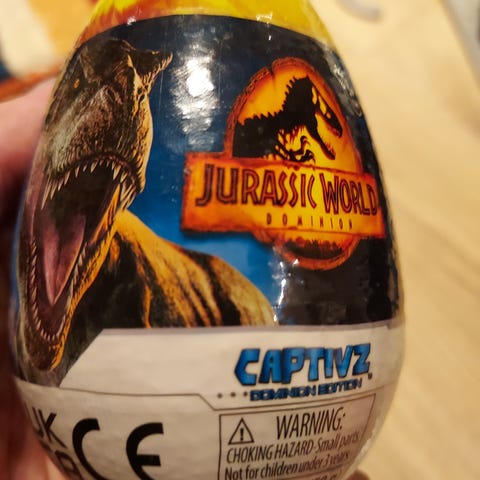 JURASSIC WORLD
DOMINION
CAPTIVZ
DOMINION EDITION
UK
CE
WARNING:
CHOKING HAZARD-Small parts.
Not for children under 3 years